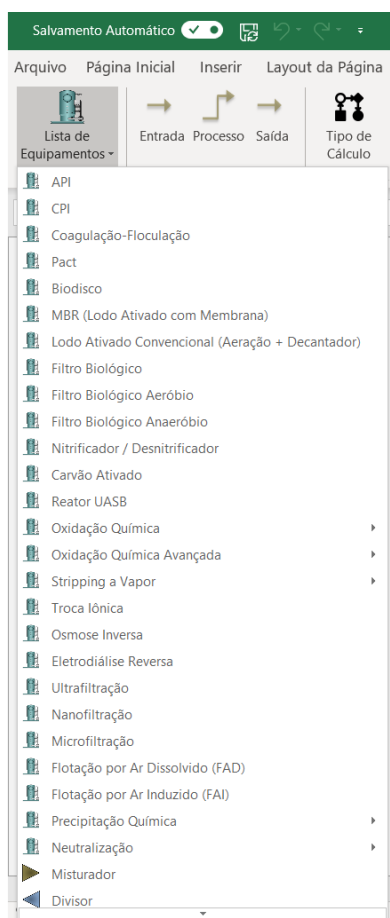 Salvamento Automático
Arquivo Página Inicial Inserir Layout da Página
Lista de Equipamentos
Entrada Processo Saída
Tipo de Cálculo
API
CPI
Coagulação-Floculação
Pact
Biodisco
MBR (Lodo Ativado com Membrana)
Lodo Ativado Convencional (Aeração + Decantador)
Filtro Biológico
Filtro Biológico Aeróbio
Filtro Biológico Anaeróbio
Nitrificador / Desnitrificador
Carvão Ativado
Reator UASB
Oxidação Química
Oxidação Química Avançada
Stripping a Vapor
Troca Iônica
Osmose Inversa
Eletrodiálise Reversa
Ultrafiltração
Nanofiltração
Microfiltração
Flotação por Ar Dissolvido (FAD)
Flotação por Ar Induzido (FAI)
Precipitação Química
Neutralização
Misturador
Divisor